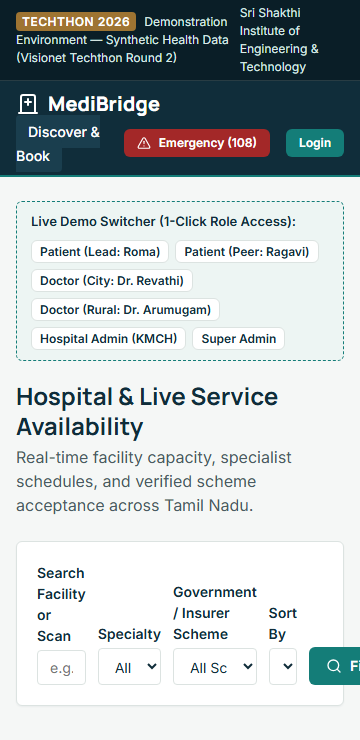 TECHTHON 2026 Demonstration
Environment — Synthetic Health Data
(Visionet Techthon Round 2)
Sri Shakthi
Institute of
Engineering &
Technology
MediBridge
Discover &
Book
Emergency (108)
Login
Live Demo Switcher (1-Click Role Access):
Patient (Lead: Roma)
Patient (Peer: Ragavi)
Doctor (City: Dr. Revathi)
Doctor (Rural: Dr. Arumugam)
Hospital Admin (KMCH)
Super Admin
Hospital & Live Service
Availability
Real-time facility capacity, specialist
schedules, and verified scheme
acceptance across Tamil Nadu.
Search
Facility
or
Scan
Specialty
Government
/ Insurer
Scheme
Sort
By
e.g.
All
All Sc